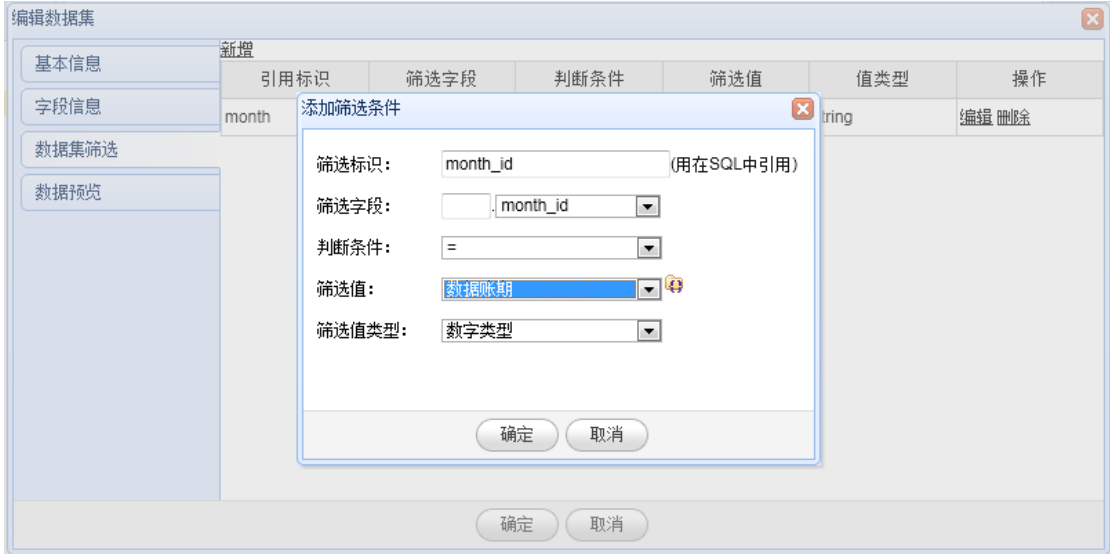 编辑数据集
基本信息
字段信息
数据集筛选
数据预览
新增
引用标识 筛选字段 判断条件 筛选值 值类型 操作
month tring 编辑 删除
添加筛选条件
筛选标识： month_id (用在SQL中引用)
筛选字段： . month_id
判断条件： =
筛选值： 数据账期
筛选值类型： 数字类型
确定 取消
确定 取消